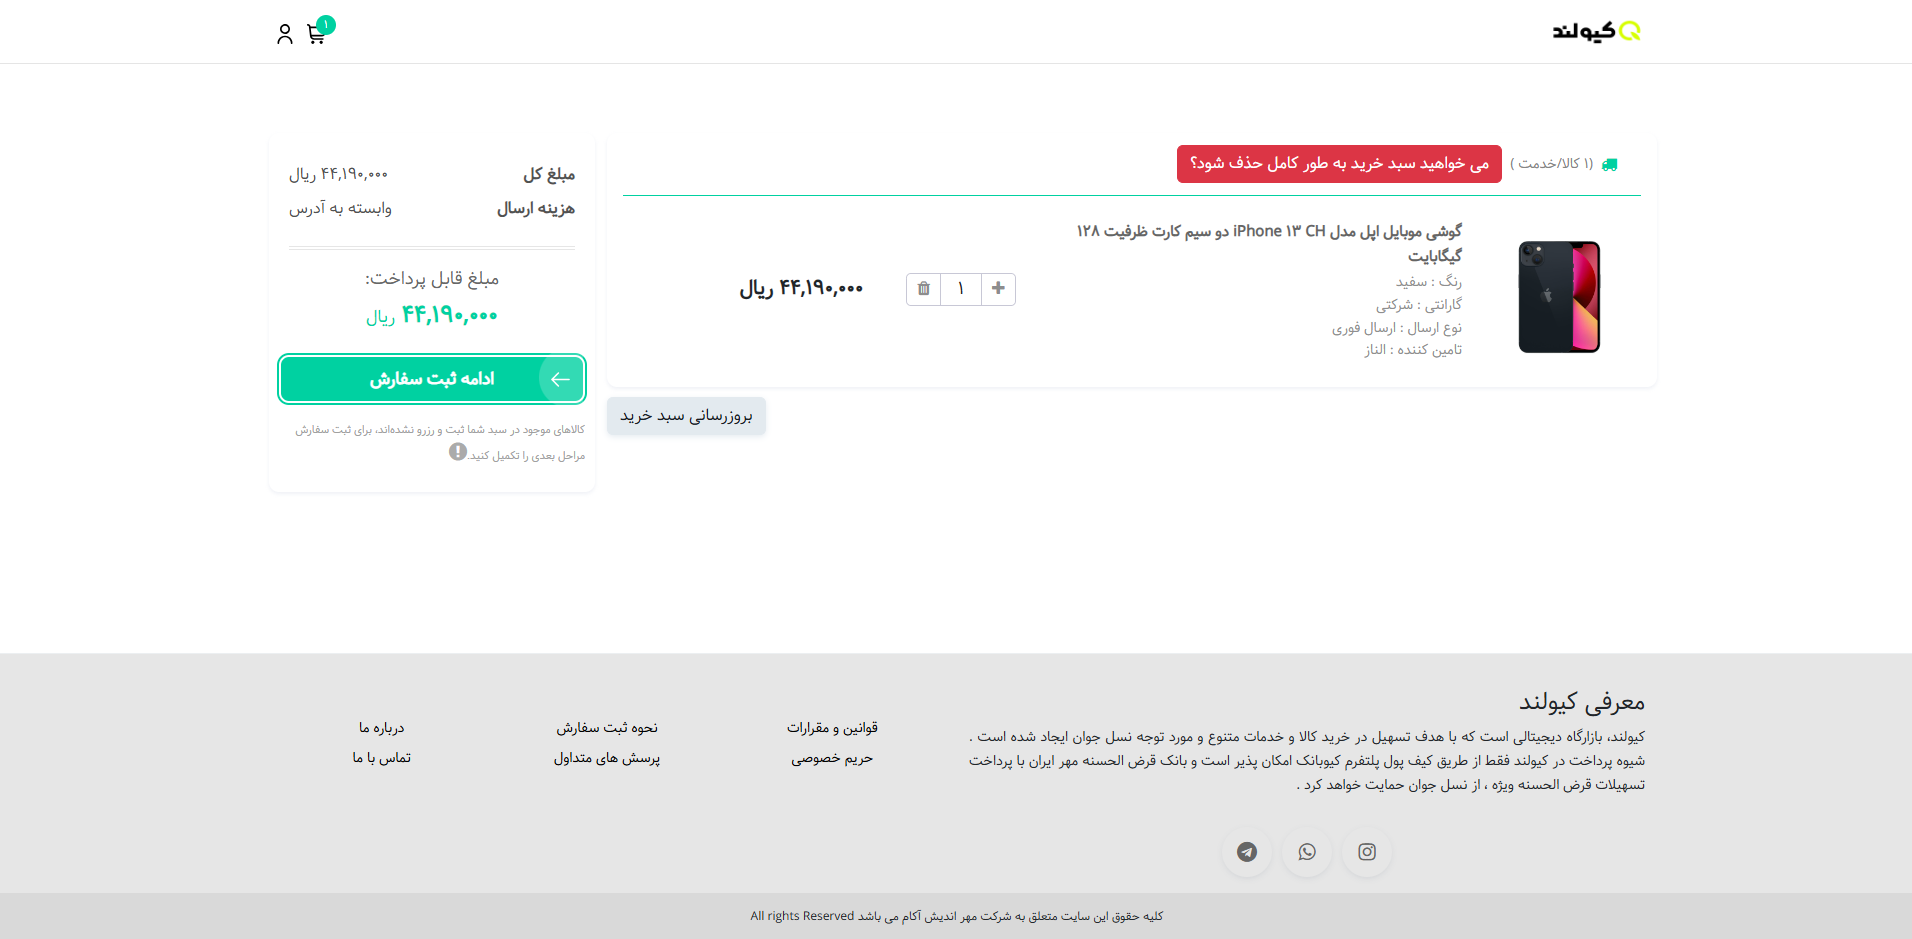 کیولند
۱
(۱ کالا/خدمت )
می خواهید سبد خرید به طور کامل حذف شود؟
گوشی موبایل اپل مدل iPhone ۱۳ CH دو سیم کارت ظرفیت ۱۲۸
گیگابایت
رنگ : سفید
گارانتی : شرکتی
نوع ارسال : ارسال فوری
تامین کننده : الناز
۱
۴۴,۱۹۰,۰۰۰ ریال
بروزرسانی سبد خرید
مبلغ کل
۴۴,۱۹۰,۰۰۰ ریال
هزینه ارسال
وابسته به آدرس
مبلغ قابل پرداخت:
۴۴,۱۹۰,۰۰۰ ریال
ادامه ثبت سفارش
کالاهای موجود در سبد شما ثبت و رزرو نشده‌اند، برای ثبت سفارش
مراحل بعدی را تکمیل کنید.
معرفی کیولند
کیولند، بازارگاه دیجیتالی است که با هدف تسهیل در خرید کالا و خدمات متنوع و مورد توجه نسل جوان ایجاد شده است .
شیوه پرداخت در کیولند فقط از طریق کیف پول پلتفرم کیوبانک امکان پذیر است و بانک قرض الحسنه مهر ایران با پرداخت
تسهیلات قرض الحسنه ویژه ، از نسل جوان حمایت خواهد کرد .
قوانین و مقرارات
حریم خصوصی
نحوه ثبت سفارش
پرسش های متداول
درباره ما
تماس با ما
کلیه حقوق این سایت متعلق به شرکت مهر اندیش آکام می باشد All rights Reserved